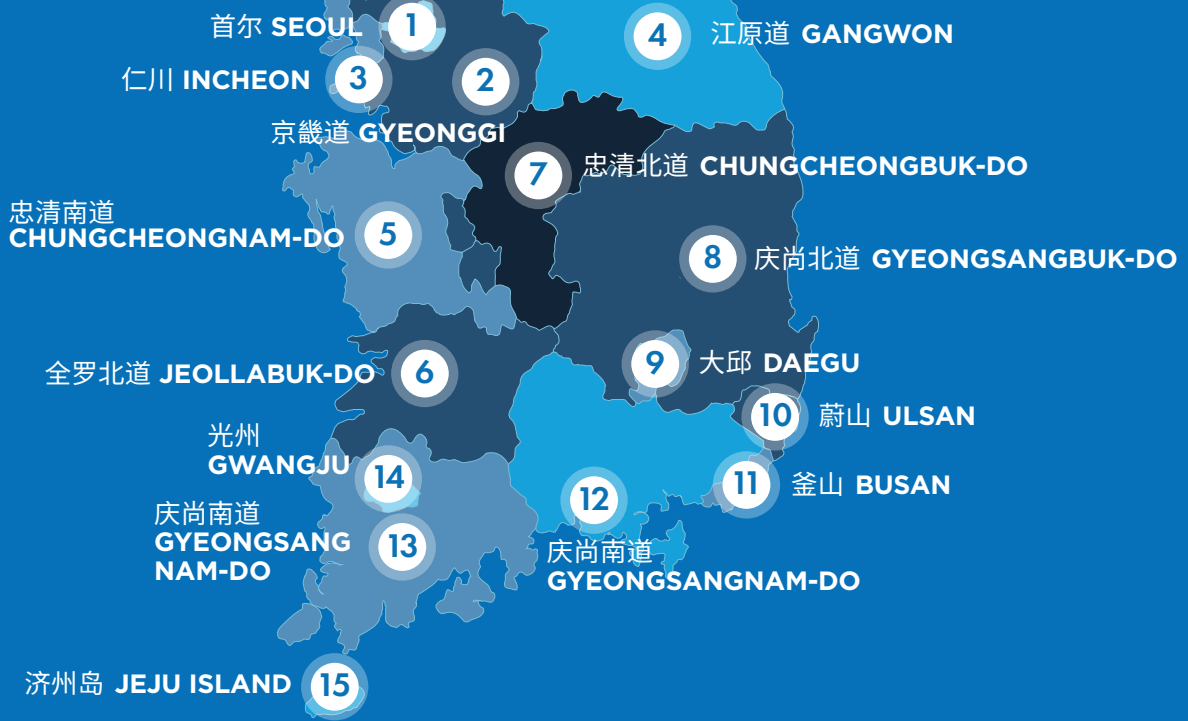 首尔 SEOUL 1
4 江原道 GANGWON
仁川 INCHEON 3
2
京畿道 GYEONGGI
7 忠清北道 CHUNGCHEONGBUK-DO
忠清南道
CHUNGCHEONGNAM-DO 5
8 庆尚北道 GYEONGSANGBUK-DO
全罗北道 JEOLLABUK-DO 6
9 大邱 DAEGU
10 蔚山 ULSAN
光州
GWANGJU 14
11 釜山 BUSAN
12
庆尚南道
GYEONGSANGNAM-DO
庆尚南道
GYEONGSANG
NAM-DO
13
济州岛 JEJU ISLAND 15